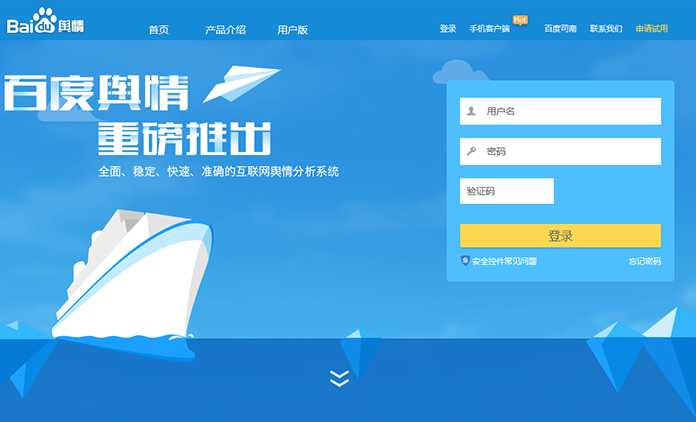 Bai du 舆情
首页 产品介绍 用户版
登录 手机客户端 Hot 百度司南 联系我们 申请试用
百度舆情
重磅推出
全面、稳定、快速、准确的互联网舆情分析系统
用户名
密码
验证码
登录
安全控件常见问题 忘记密码